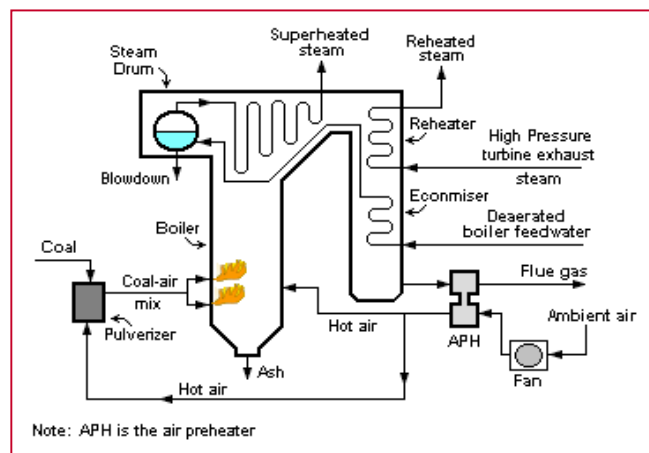 Superheated
steam
Reheated
steam
Steam
Drum
Reheater
High Pressure
turbine exhaust
steam
Blowdown
Econmiser
Deaerated
boiler feedwater
Boiler
Coal
Coal-air
mix
Flue gas
Pulverizer
Hot air
APH
Ambient air
Fan
Ash
Hot air
Note: APH is the air preheater